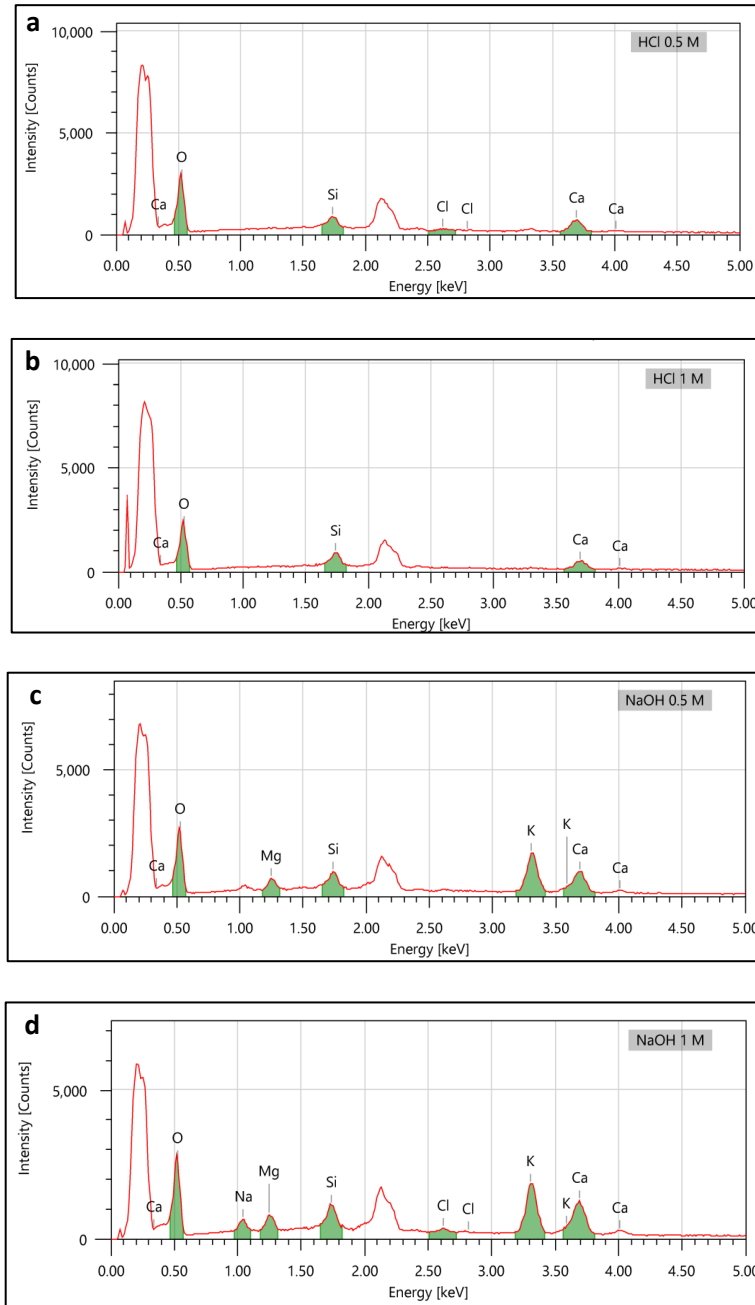 a
HCl 0.5 M
10,000
5,000
0
Intensity [Counts]
Ca
O
Si
Cl
Cl
Ca
Ca
0.00 0.50 1.00 1.50 2.00 2.50 3.00 3.50 4.00 4.50 5.00
Energy [keV]
b
HCl 1 M
10,000
5,000
0
Intensity [Counts]
Ca
O
Si
Ca
Ca
0.00 0.50 1.00 1.50 2.00 2.50 3.00 3.50 4.00 4.50 5.00
Energy [keV]
c
NaOH 0.5 M
5,000
0
Intensity [Counts]
Ca
O
Mg
Si
K
K
Ca
Ca
0.00 0.50 1.00 1.50 2.00 2.50 3.00 3.50 4.00 4.50 5.00
Energy [keV]
d
NaOH 1 M
5,000
0
Intensity [Counts]
Ca
O
Na
Mg
Si
Cl
Cl
K
K
Ca
Ca
0.00 0.50 1.00 1.50 2.00 2.50 3.00 3.50 4.00 4.50 5.00
Energy [keV]